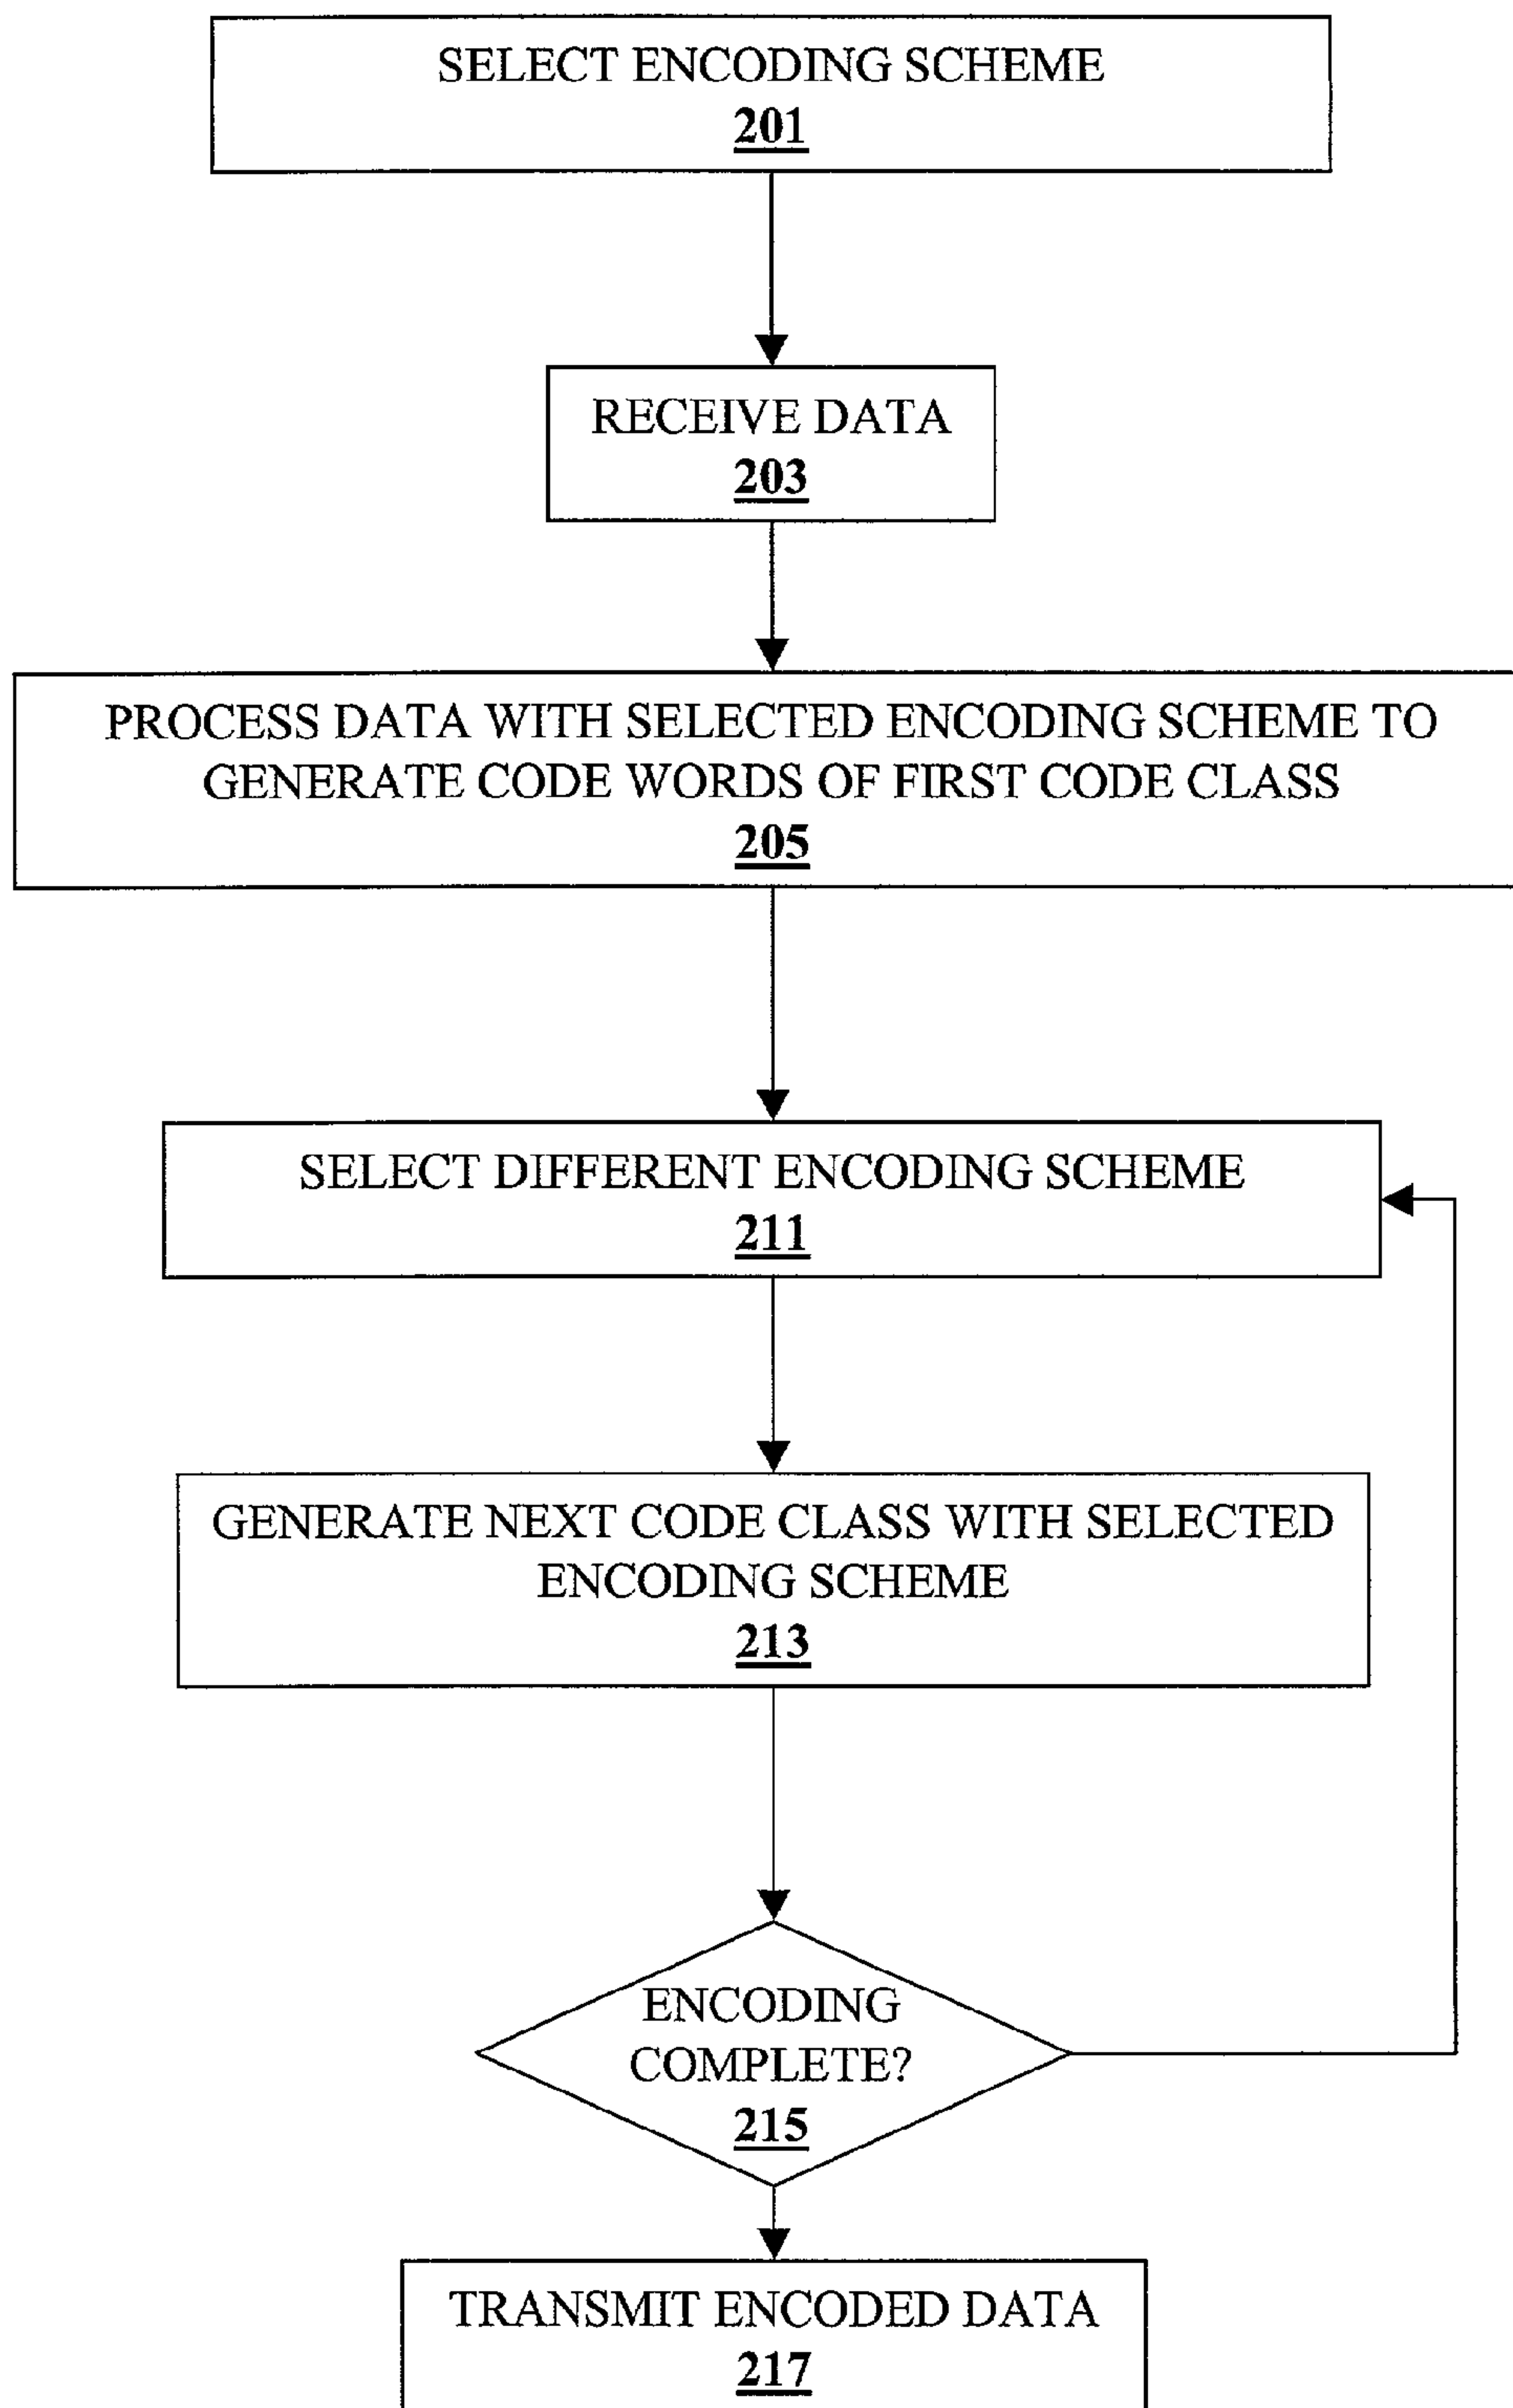 SELECT ENCODING SCHEME
201
RECEIVE DATA
203
PROCESS DATA WITH SELECTED ENCODING SCHEME TO
GENERATE CODE WORDS OF FIRST CODE CLASS
205
SELECT DIFFERENT ENCODING SCHEME
211
GENERATE NEXT CODE CLASS WITH SELECTED
ENCODING SCHEME
213
ENCODING
COMPLETE?
215
TRANSMIT ENCODED DATA
217